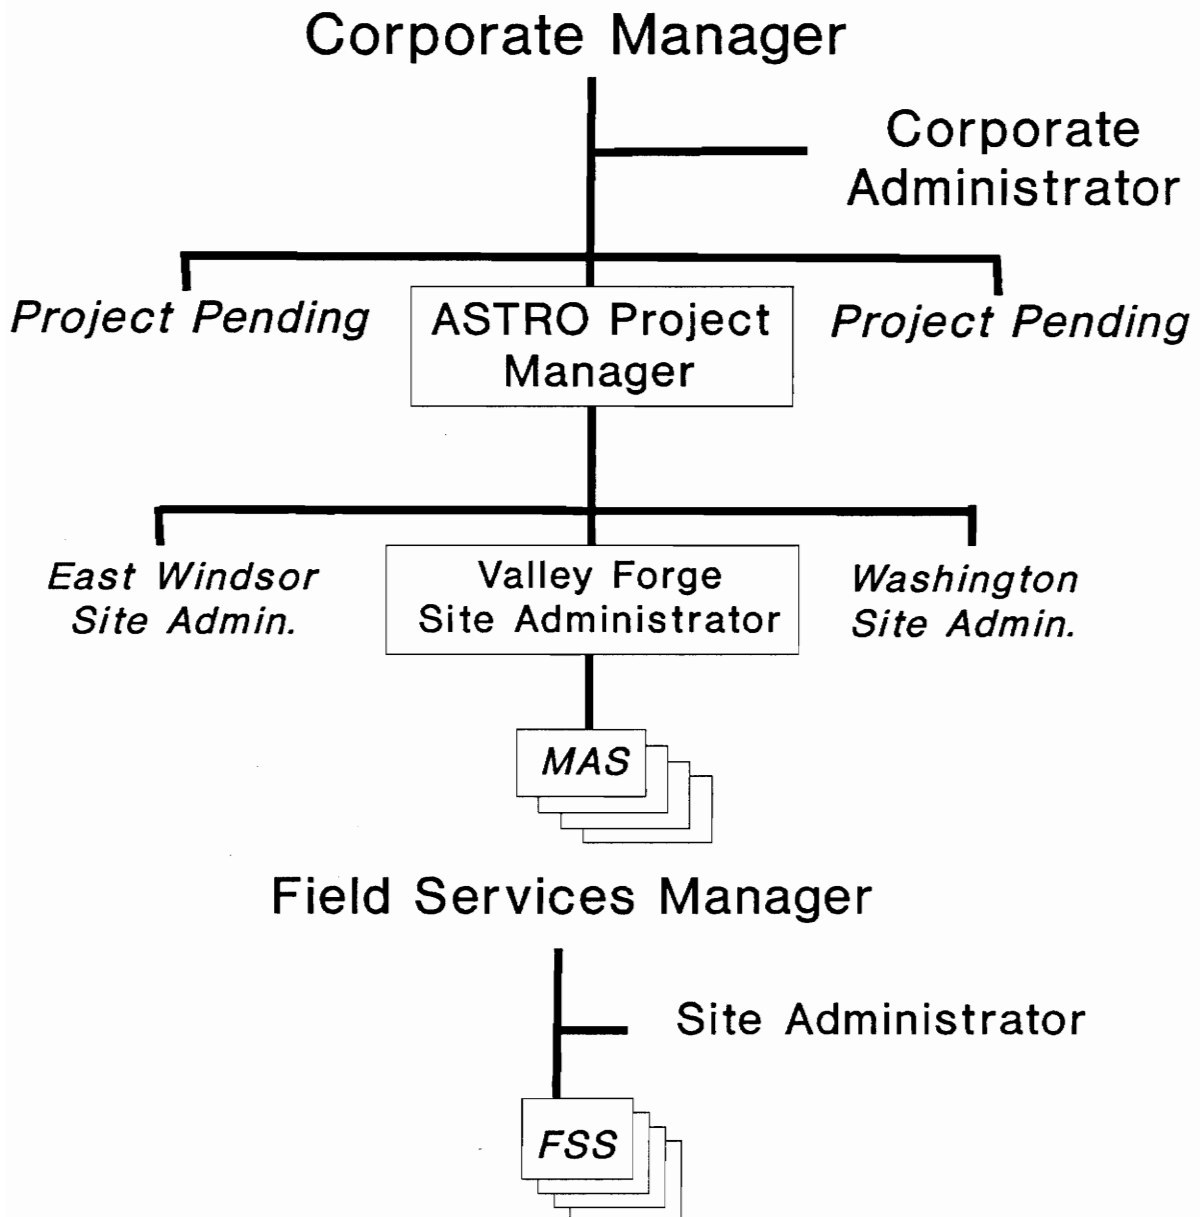 Corporate Manager
Corporate
Administrator
Project Pending
ASTRO Project
Manager
Project Pending
East Windsor
Site Admin.
Valley Forge
Site Administrator
Washington
Site Admin.
MAS
Field Services Manager
Site Administrator
FSS